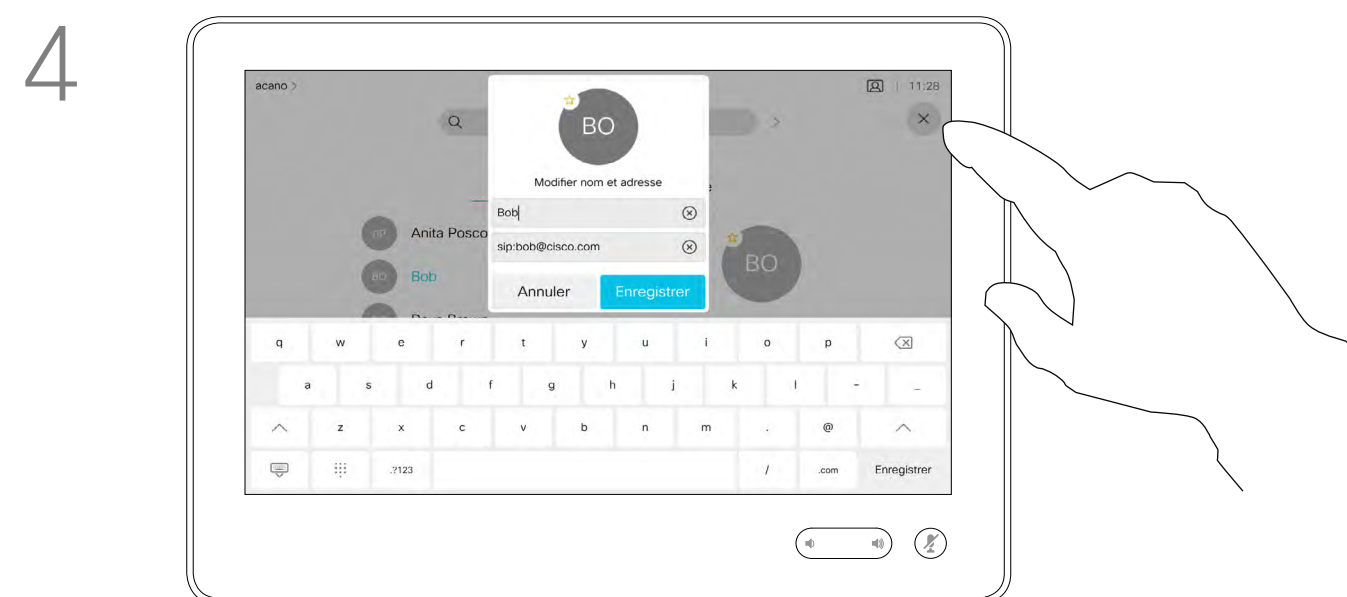 4
acano
11:28
BO
Modifier nom et adresse
Bob
Anita Posco
sip:bob@cisco.com
BO
BO
Bob
Annuler
Enregistrer
q w e r t y u i o p
a s d f g h j k l - _
z x c v b n m . @
.?123 / .com Enregistrer